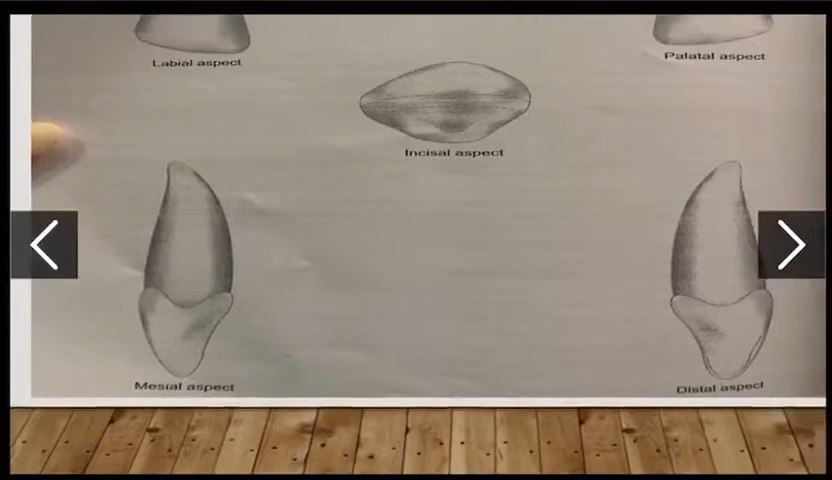 Labial aspect
Palatal aspect
Incisal aspect
Mesial aspect
Distal aspect